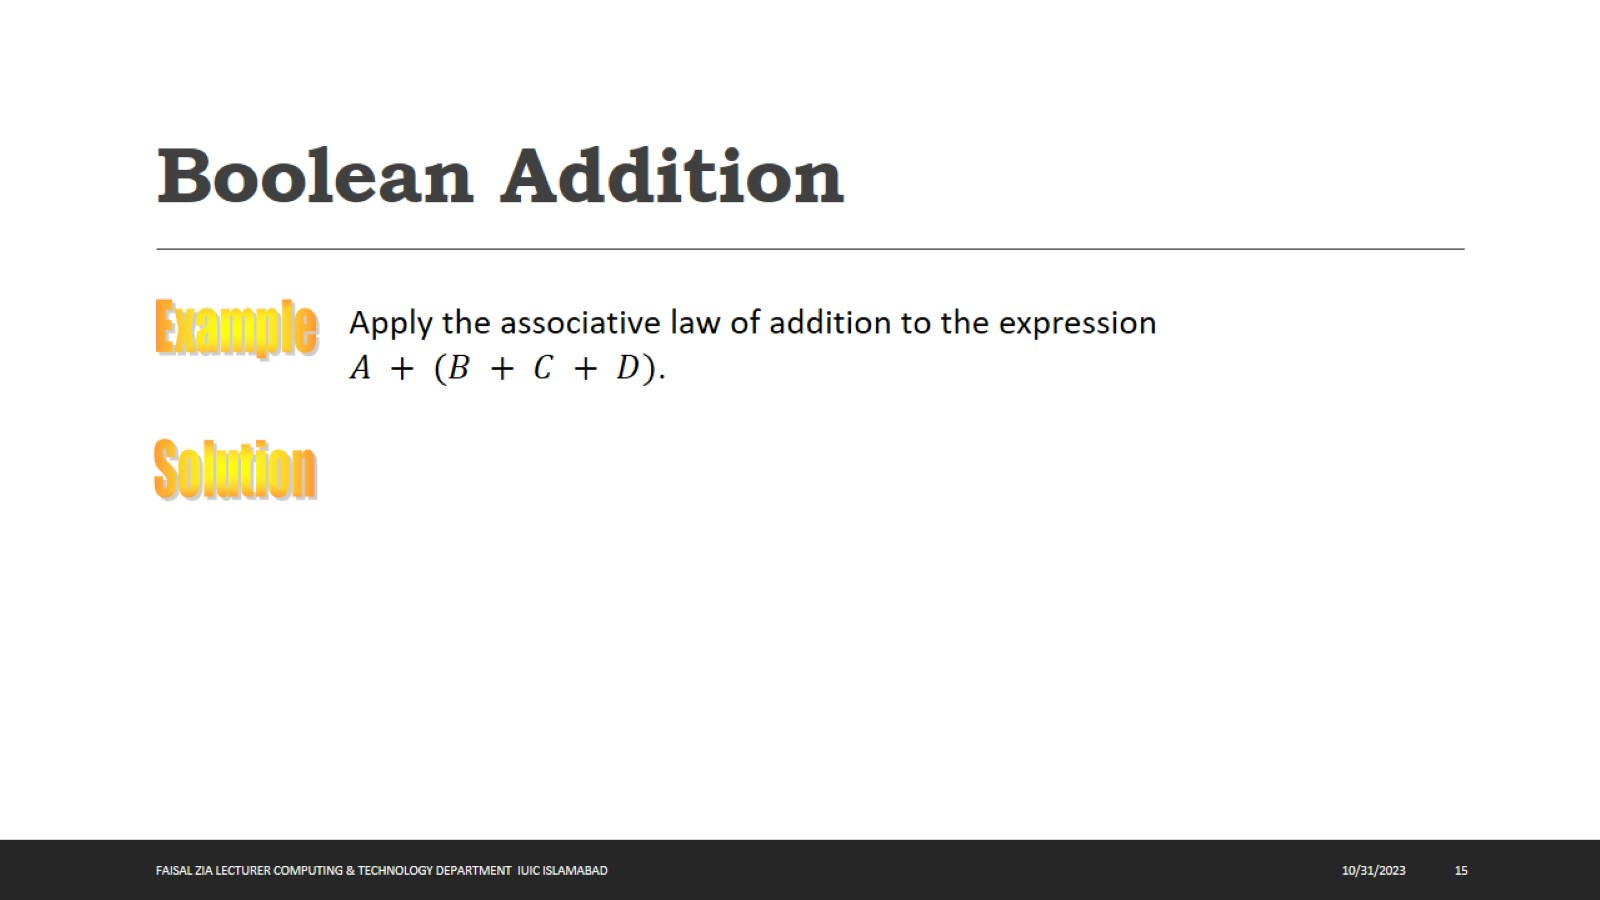 Boolean Addition
Example
Apply the associative law of addition to the expression
A + (B + C + D).
Solution
FAISAL ZIA LECTURER COMPUTING & TECHNOLOGY DEPARTMENT IUIC ISLAMABAD
10/31/2023
15